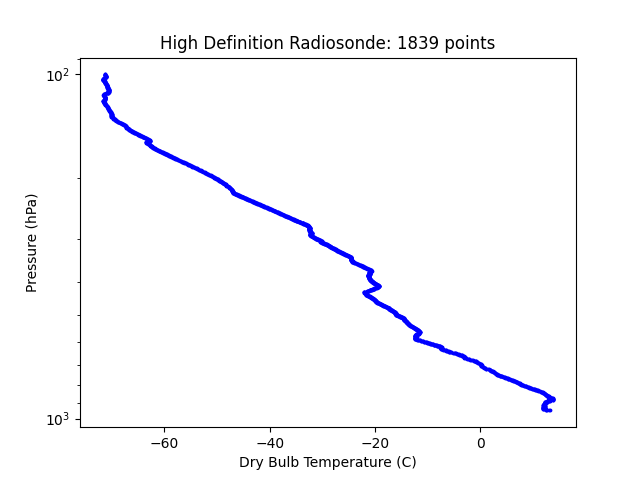 High Definition Radiosonde: 1839 points
10²
Pressure (hPa)
10³
−60 −40 −20 0
Dry Bulb Temperature (C)